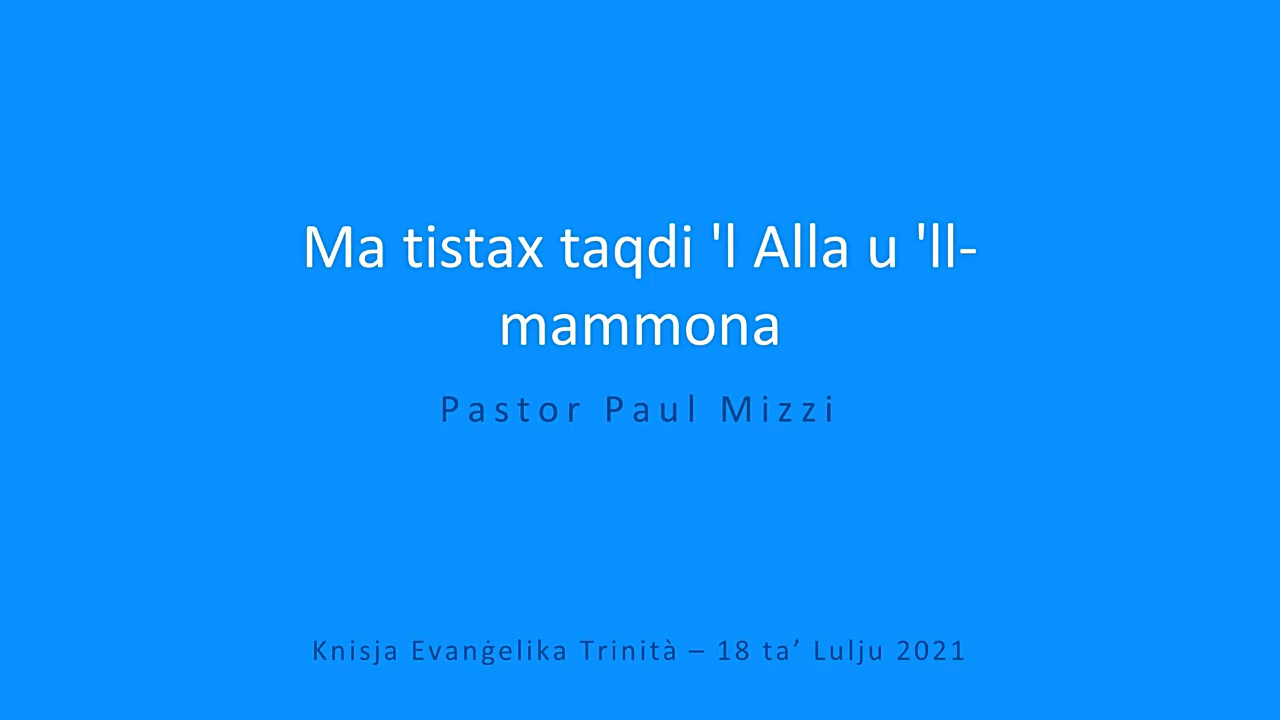 Ma tistax taqdi 'l Alla u 'll-
mammona
Pastor Paul Mizzi
Knisja Evanġelika Trinità – 18 ta’ Lulju 2021